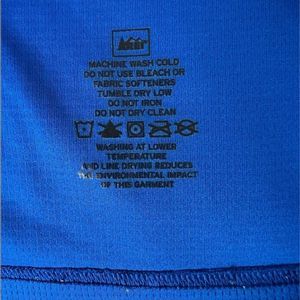 REI
MACHINE WASH COLD
DO NOT USE BLEACH OR
FABRIC SOFTENERS
TUMBLE DRY LOW
DO NOT IRON
DO NOT DRY CLEAN
WASHING AT LOWER
TEMPERATURE
AND LINE DRYING REDUCES
THE ENVIRONMENTAL IMPACT
OF THIS GARMENT